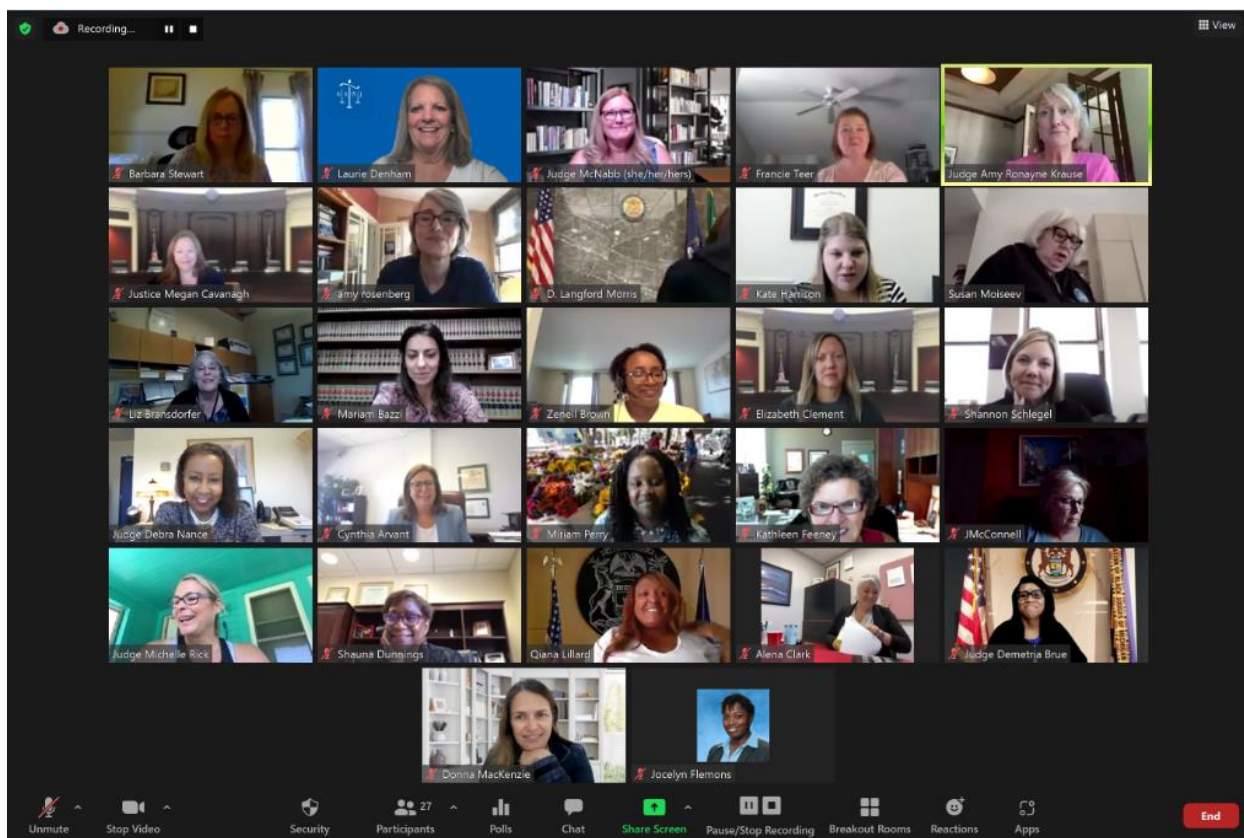 Recording...
View
Barbara Stewart
Laurie Denham
Judge McNabb (she/her/hers)
Francie Teer
Judge Amy Ronayne Krause
Justice Megan Cavanagh
amy rosenberg
D. Langford Morris
Kate Harrison
Susan Moiseev
Liz Bransdorfer
Mariam Bazzi
Zenell Brown
Elizabeth Clement
Shannon Schlegel
Judge Debra Nance
Cynthia Arvant
Miriam Perry
Kathleen Feeney
JMcConnell
Judge Michelle Rick
Shauna Dunnings
Qiana Lillard
Alena Clark
Judge Demetria Brue
Donna MacKenzie
Jocelyn Flemons
Unmute
Stop Video
Security
27
Participants
Polls
Chat
Share Screen
Pause/Stop Recording
Breakout Rooms
Reactions
Apps
End